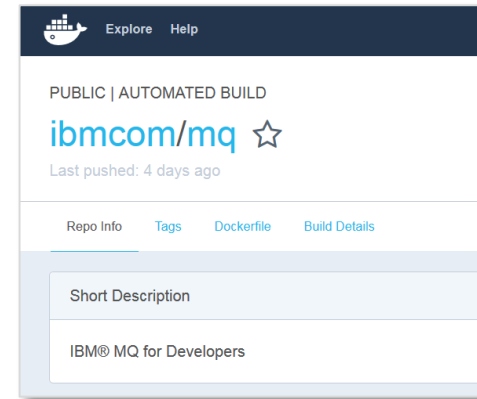 Explore Help
PUBLIC | AUTOMATED BUILD
ibmcom/mq
Last pushed: 4 days ago
Repo Info Tags Dockerfile Build Details
Short Description
IBM® MQ for Developers